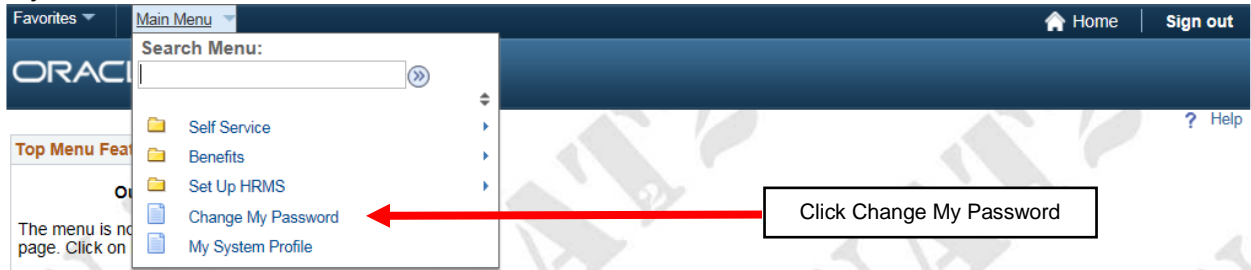 Favorites Main Menu Home Sign out
Search Menu:
ORACL
Self Service
? Help
Top Menu Feat
Benefits
Set Up HRMS
Change My Password
Click Change My Password
The menu is no
page. Click on
My System Profile